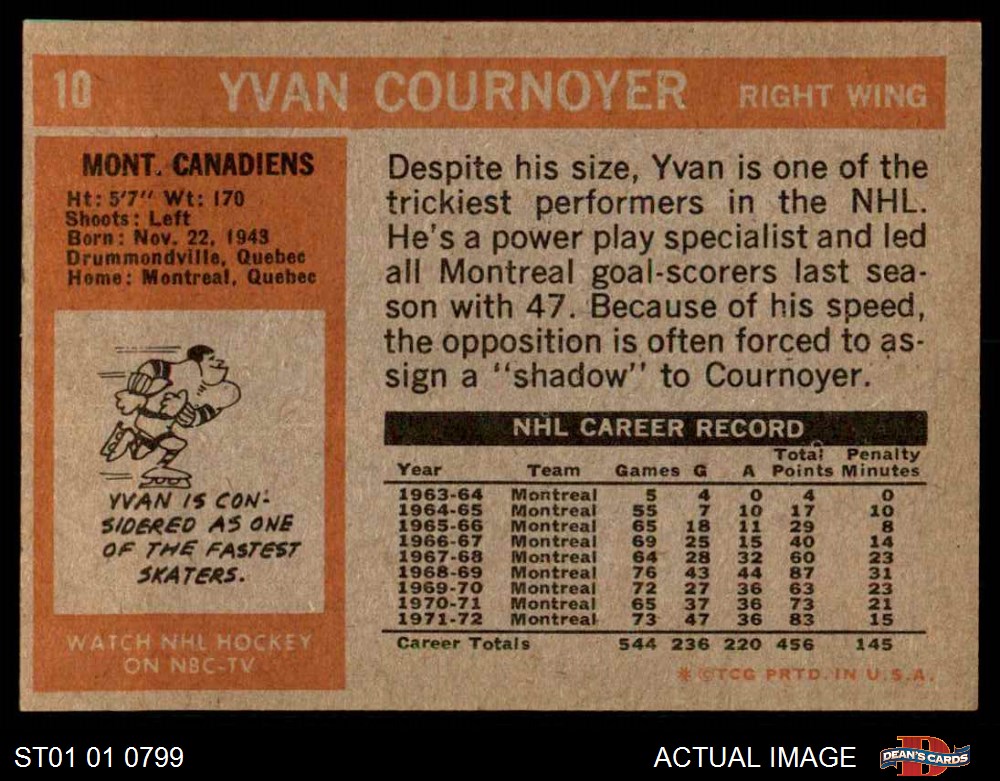 10 YVAN COURNOYER RIGHT WING
MONT. CANADIENS
Ht: 5'7" Wt: 170
Shoots: Left
Born: Nov. 22, 1943
Drummondville, Quebec
Home: Montreal, Quebec
YVAN IS CON-
SIDERED AS ONE
OF THE FASTEST
SKATERS.
WATCH NHL HOCKEY
ON NBC-TV
Despite his size, Yvan is one of the
trickiest performers in the NHL.
He's a power play specialist and led
all Montreal goal-scorers last sea-
son with 47. Because of his speed,
the opposition is often forced to as-
sign a "shadow" to Cournoyer.
NHL CAREER RECORD
Year Team Games G A Total Points Penalty Minutes
1963-64 Montreal 5 4 0 4 0
1964-65 Montreal 55 7 10 17 10
1965-66 Montreal 65 18 11 29 8
1966-67 Montreal 69 25 15 40 14
1967-68 Montreal 64 28 32 60 23
1968-69 Montreal 76 43 44 87 31
1969-70 Montreal 72 27 36 63 23
1970-71 Montreal 65 37 36 73 21
1971-72 Montreal 73 47 36 83 15
Career Totals 544 236 220 456 145
* © TCG PRTD. IN U.S.A.
ST01 01 0799 ACTUAL IMAGE DEAN'S CARDS